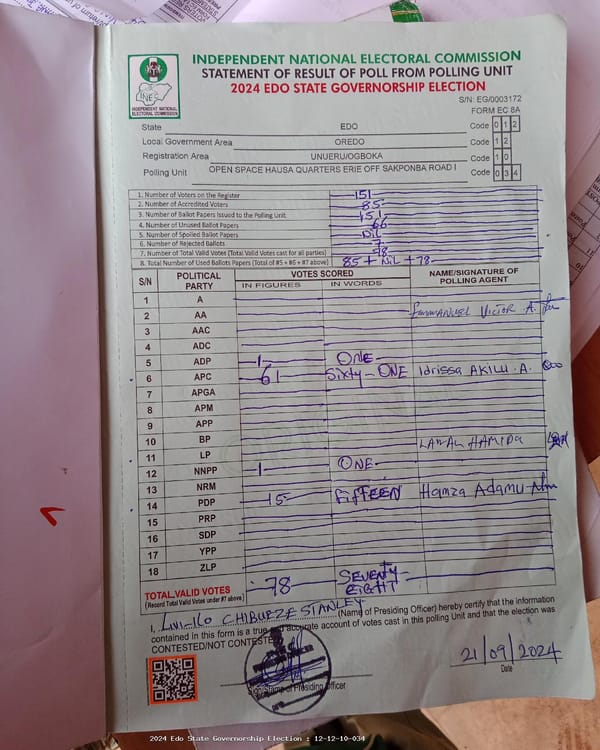 INDEPENDENT NATIONAL ELECTORAL COMMISSION
STATEMENT OF RESULT OF POLL FROM POLLING UNIT
2024 EDO STATE GOVERNORSHIP ELECTION
INEC
INDEPENDENT NATIONAL ELECTORAL COMMISSION
S/N: EG/0003172
FORM EC 8A
State EDO Code 0 1 2
Local Government Area OREDO Code 1 2
Registration Area UNUERU/OGBOKA Code 1 0
Polling Unit OPEN SPACE HAUSA QUARTERS ERIE OFF SAKPONBA ROAD I Code 0 3 4
1. Number of Voters on the Register 151
2. Number of Accredited Voters 85
3. Number of Ballot Papers Issued to the Polling Unit 151
4. Number of Unused Ballot Papers 66
5. Number of Spoiled Ballot Papers Nil
6. Number of Rejected Ballots 7
7. Number of Total Valid Votes (Total Valid Votes cast for all parties) 78
8. Total Number of Used Ballots Papers (Total of #5 + #6 + #7 above) 85 + Nil + 78
S/N POLITICAL PARTY VOTES SCORED NAME/SIGNATURE OF POLLING AGENT
IN FIGURES IN WORDS
1 A
2 AA Emmanuel Victor A.
3 AAC
4 ADC
5 ADP 1 ONE
6 APC 61 Sixty-ONE Idrissa AKILU. A.
7 APGA
8 APM
9 APP
10 BP
11 LP LAWAL HAMIDA
12 NNPP 1 ONE
13 NRM
14 PDP 15 FifTEEN Hamza Adamu
15 PRP
16 SDP
17 YPP
18 ZLP
TOTAL VALID VOTES 78 SEVENTY-EIGHT
(Record Total Valid Votes under #7 above)
I, CHIBUEZE STANLEY (Name of Presiding Officer) hereby certify that the information
contained in this form is a true and accurate account of votes cast in this polling Unit and that the election was
CONTESTED/NOT CONTESTED
21/09/2024
Date
Signature/Stamp of Presiding Officer
2024 Edo State Governorship Election : 12-12-10-034